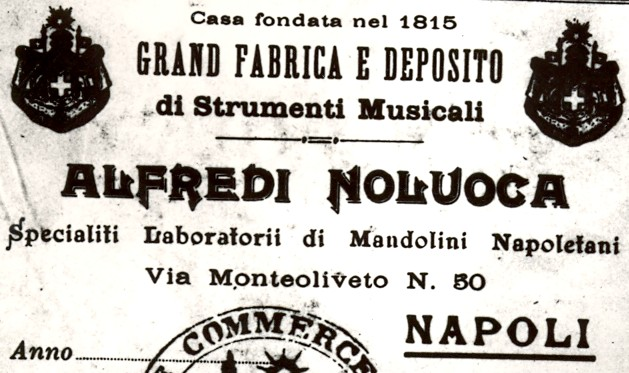 Casa fondata nel 1815
GRAND FABRICA E DEPOSITO
di Strumenti Musicali
ALFREDI NOLUOCA
Specialiti Laboratorii di Mandolini Napoletani
Via Monteoliveto N. 50
NAPOLI
COMMERCE
Anno